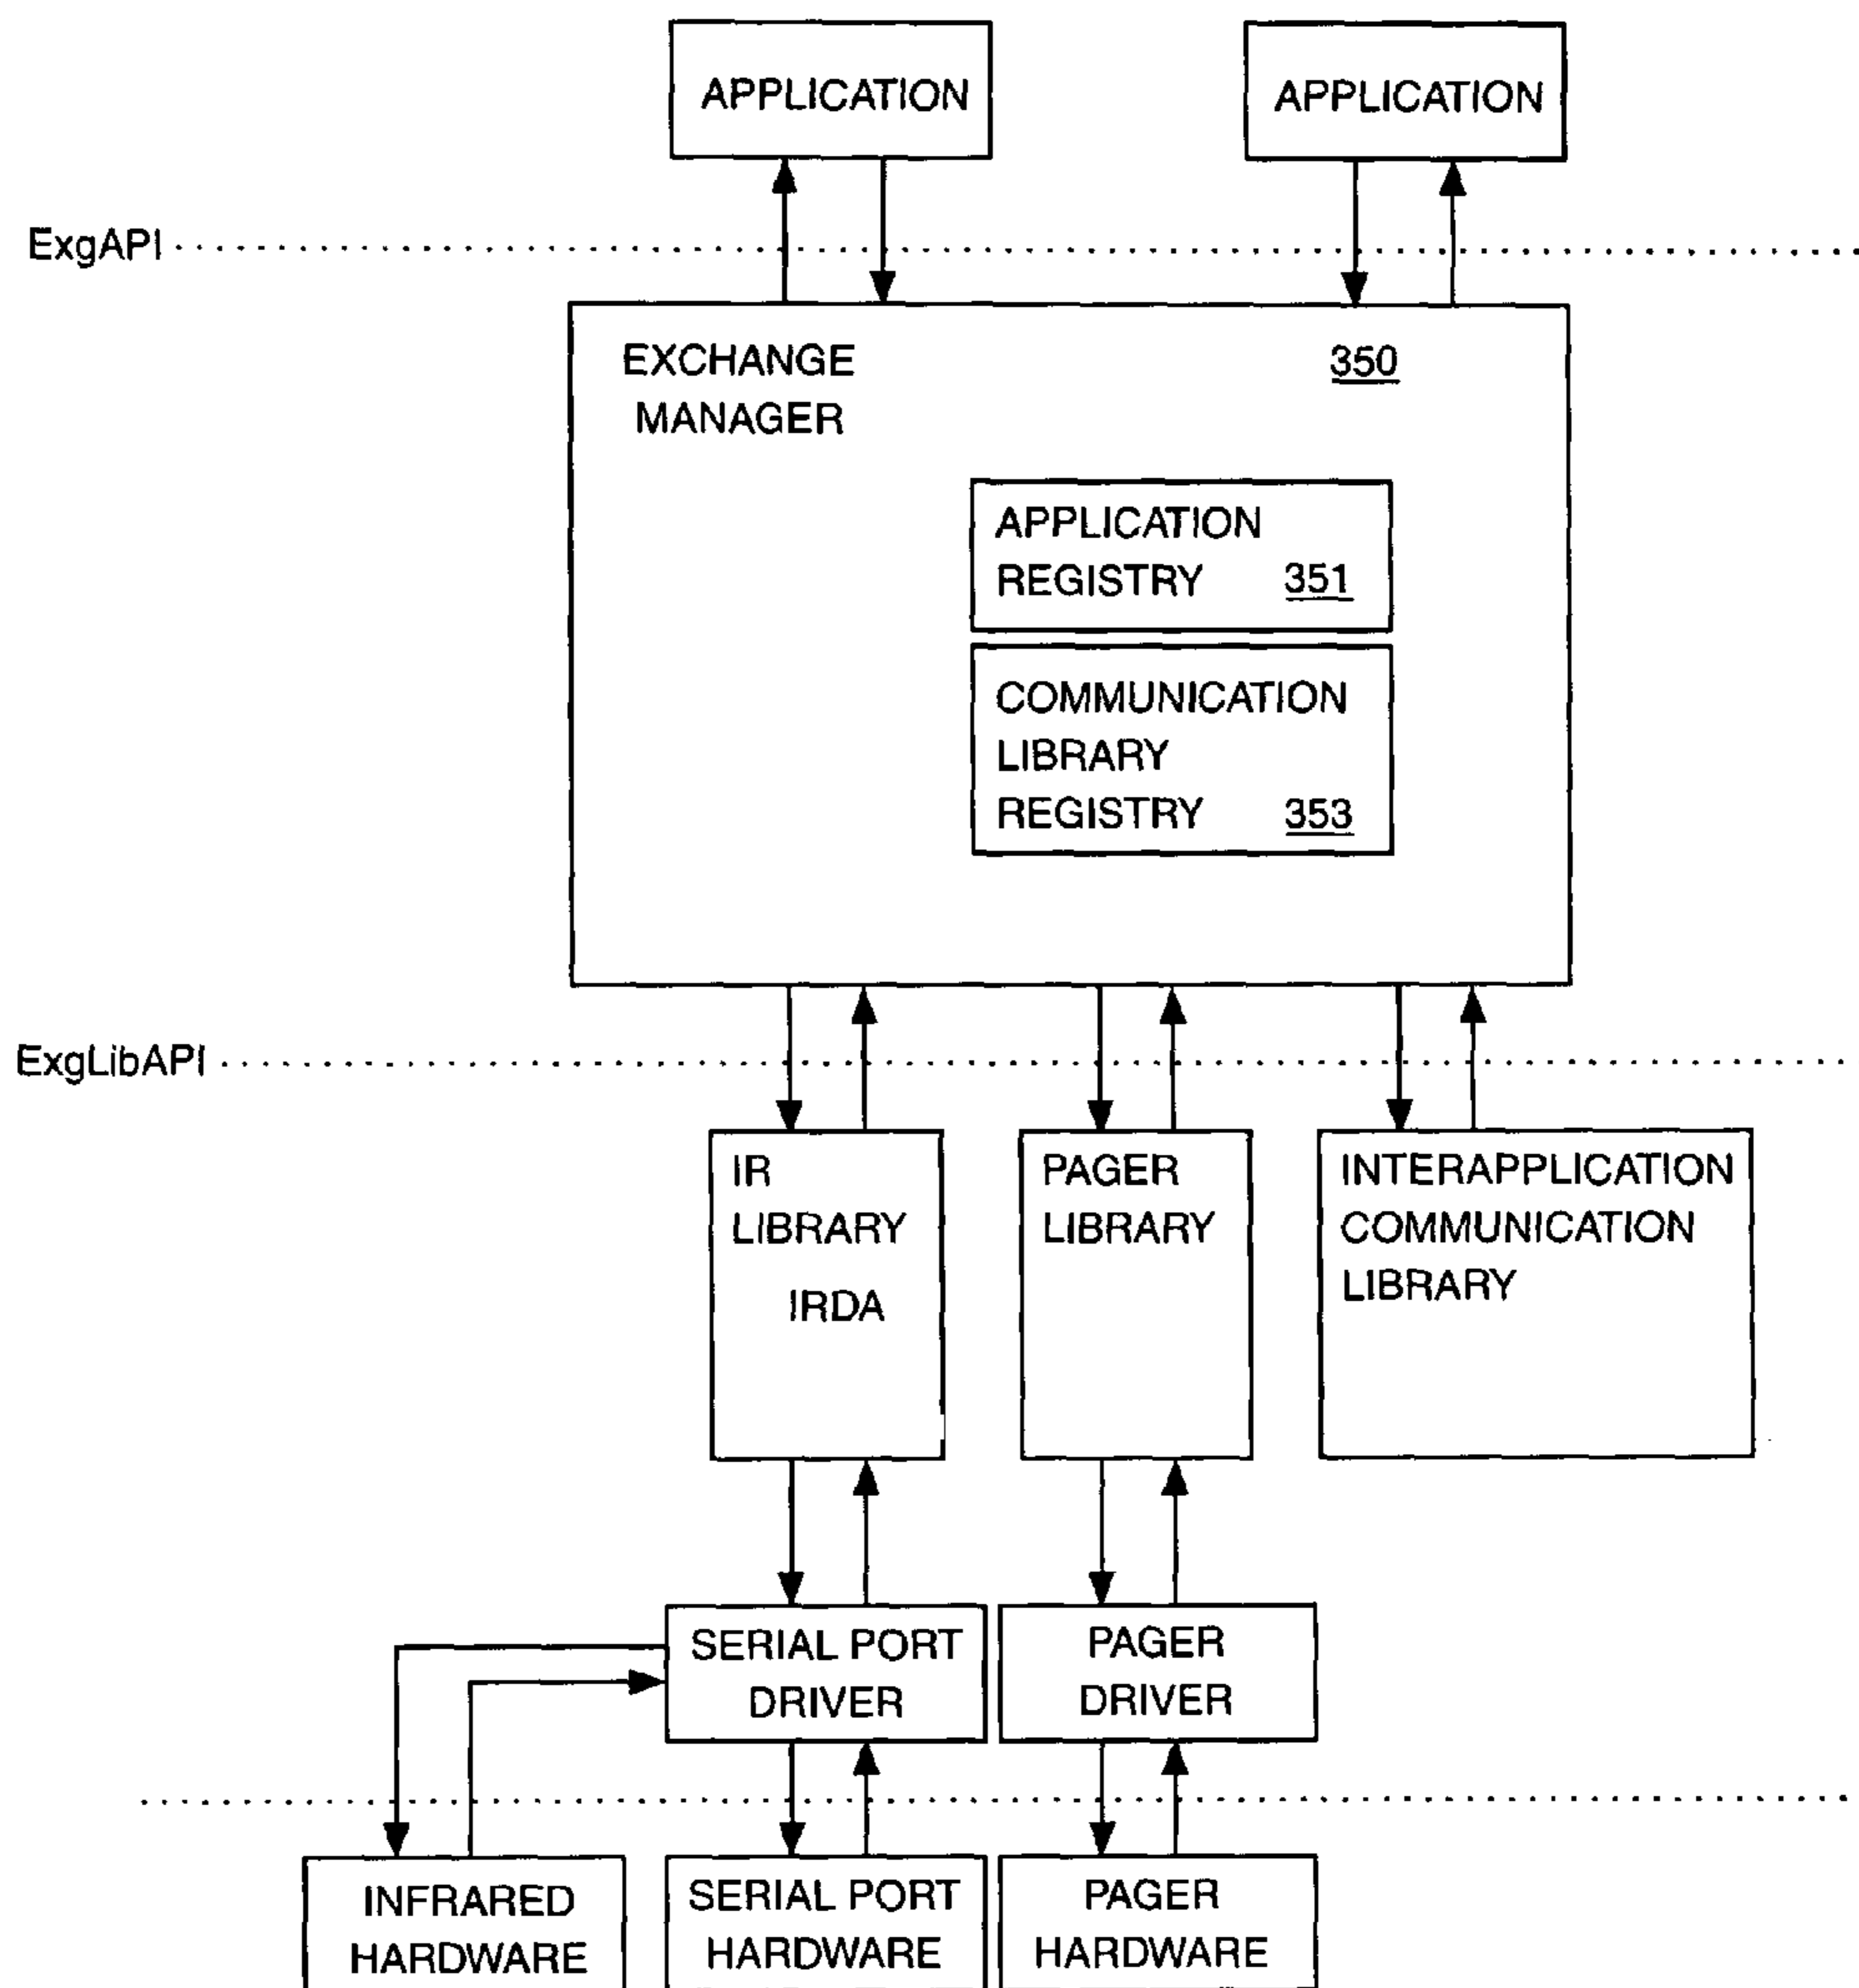 APPLICATION
APPLICATION
ExgAPI
EXCHANGE
MANAGER
350
APPLICATION
REGISTRY 351
COMMUNICATION
LIBRARY
REGISTRY 353
ExgLibAPI
IR
LIBRARY
IRDA
PAGER
LIBRARY
INTERAPPLICATION
COMMUNICATION
LIBRARY
SERIAL PORT
DRIVER
PAGER
DRIVER
INFRARED
HARDWARE
SERIAL PORT
HARDWARE
PAGER
HARDWARE